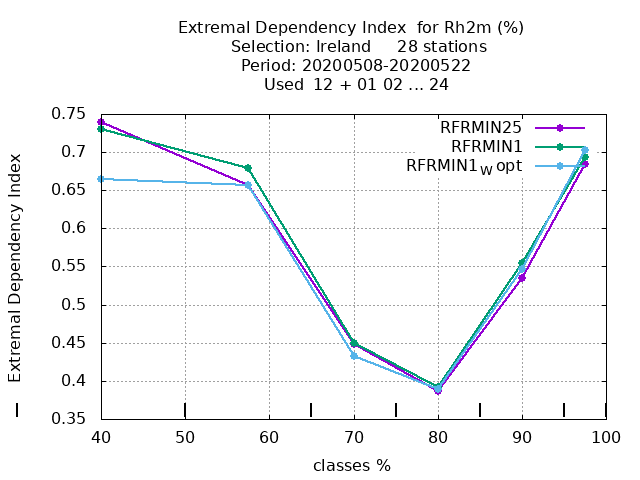 Extremal Dependency Index  for Rh2m (%)
Selection: Ireland     28 stations
Period: 20200508-20200522
Used  12 + 01 02 ... 24
RFRMIN25
RFRMIN1
RFRMIN1W opt
Extremal Dependency Index
0.75
0.7
0.65
0.6
0.55
0.5
0.45
0.4
0.35
40 50 60 70 80 90 100
classes %